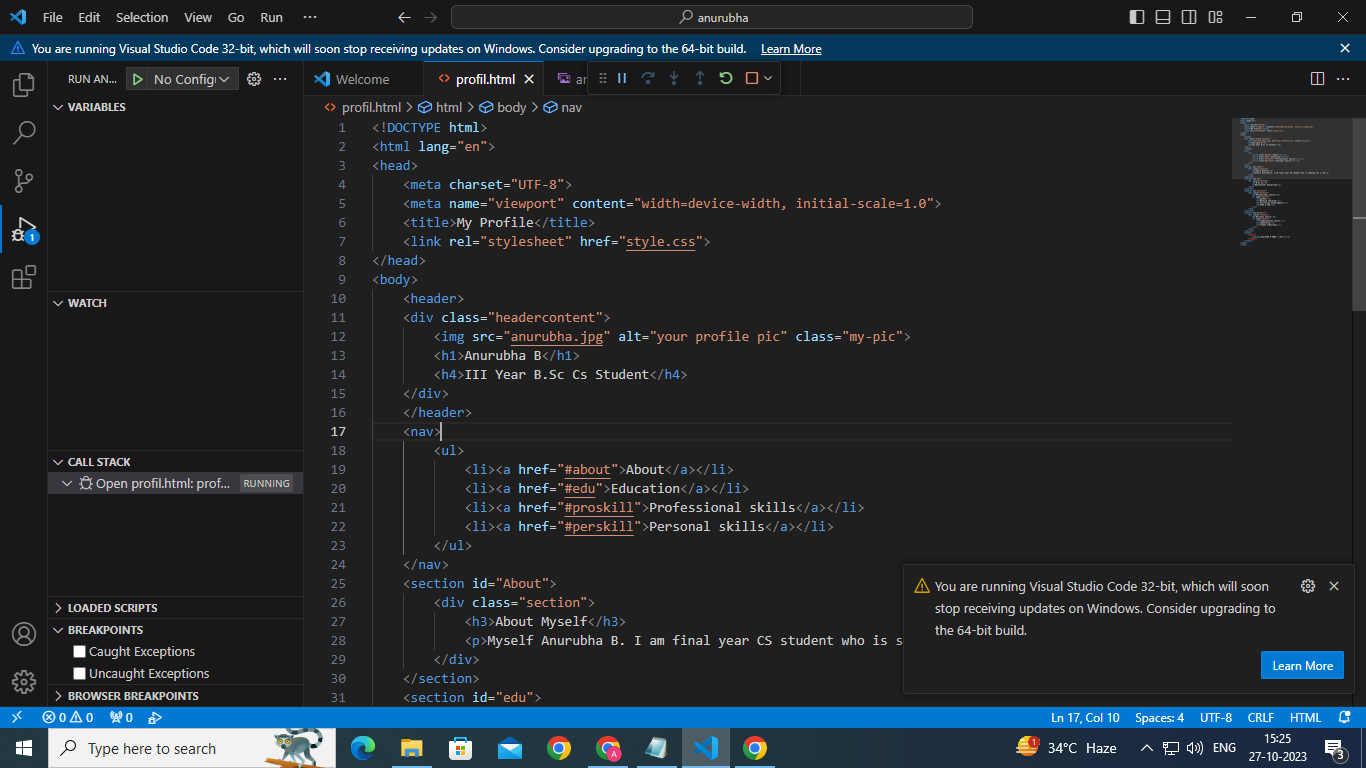 File Edit Selection View Go Run ··· anurubha
You are running Visual Studio Code 32-bit, which will soon stop receiving updates on Windows. Consider upgrading to the 64-bit build. Learn More
RUN AN... No Config ···
Welcome profil.html
profil.html > html > body > nav
VARIABLES
WATCH
CALL STACK
Open profil.html: prof... RUNNING
LOADED SCRIPTS
BREAKPOINTS
Caught Exceptions
Uncaught Exceptions
BROWSER BREAKPOINTS
1
1 <!DOCTYPE html>
2 <html lang="en">
3 <head>
4 <meta charset="UTF-8">
5 <meta name="viewport" content="width=device-width, initial-scale=1.0">
6 <title>My Profile</title>
7 <link rel="stylesheet" href="style.css">
8 </head>
9 <body>
10 <header>
11 <div class="headercontent">
12 <img src="anurubha.jpg" alt="your profile pic" class="my-pic">
13 <h1>Anurubha B</h1>
14 <h4>III Year B.Sc Cs Student</h4>
15 </div>
16 </header>
17 <nav>
18 <ul>
19 <li><a href="#about">About</a></li>
20 <li><a href="#edu">Education</a></li>
21 <li><a href="#proskill">Professional skills</a></li>
22 <li><a href="#perskill">Personal skills</a></li>
23 </ul>
24 </nav>
25 <section id="About">
26 <div class="section">
27 <h3>About Myself</h3>
28 <p>Myself Anurubha B. I am final year CS student who is s
29 </div>
30 </section>
31 <section id="edu">
You are running Visual Studio Code 32-bit, which will soon
stop receiving updates on Windows. Consider upgrading to
the 64-bit build.
Learn More
0 0 0 Ln 17, Col 10 Spaces: 4 UTF-8 CRLF HTML
Type here to search A 1 34°C Haze ENG 15:25
27-10-2023 3